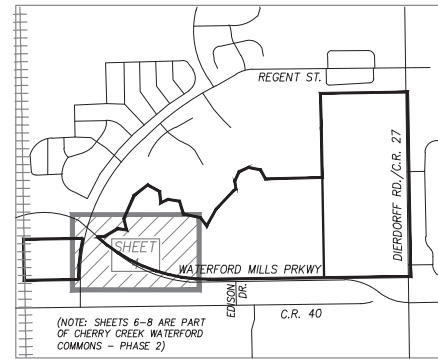 REGENT ST.
DIERDORFF RD./C.R. 27
SHEET
WATERFORD MILLS PRKWY
EDISON
DR.
C.R. 40
(NOTE: SHEETS 6-8 ARE PART
OF CHERRY CREEK WATERFORD
COMMONS - PHASE 2)